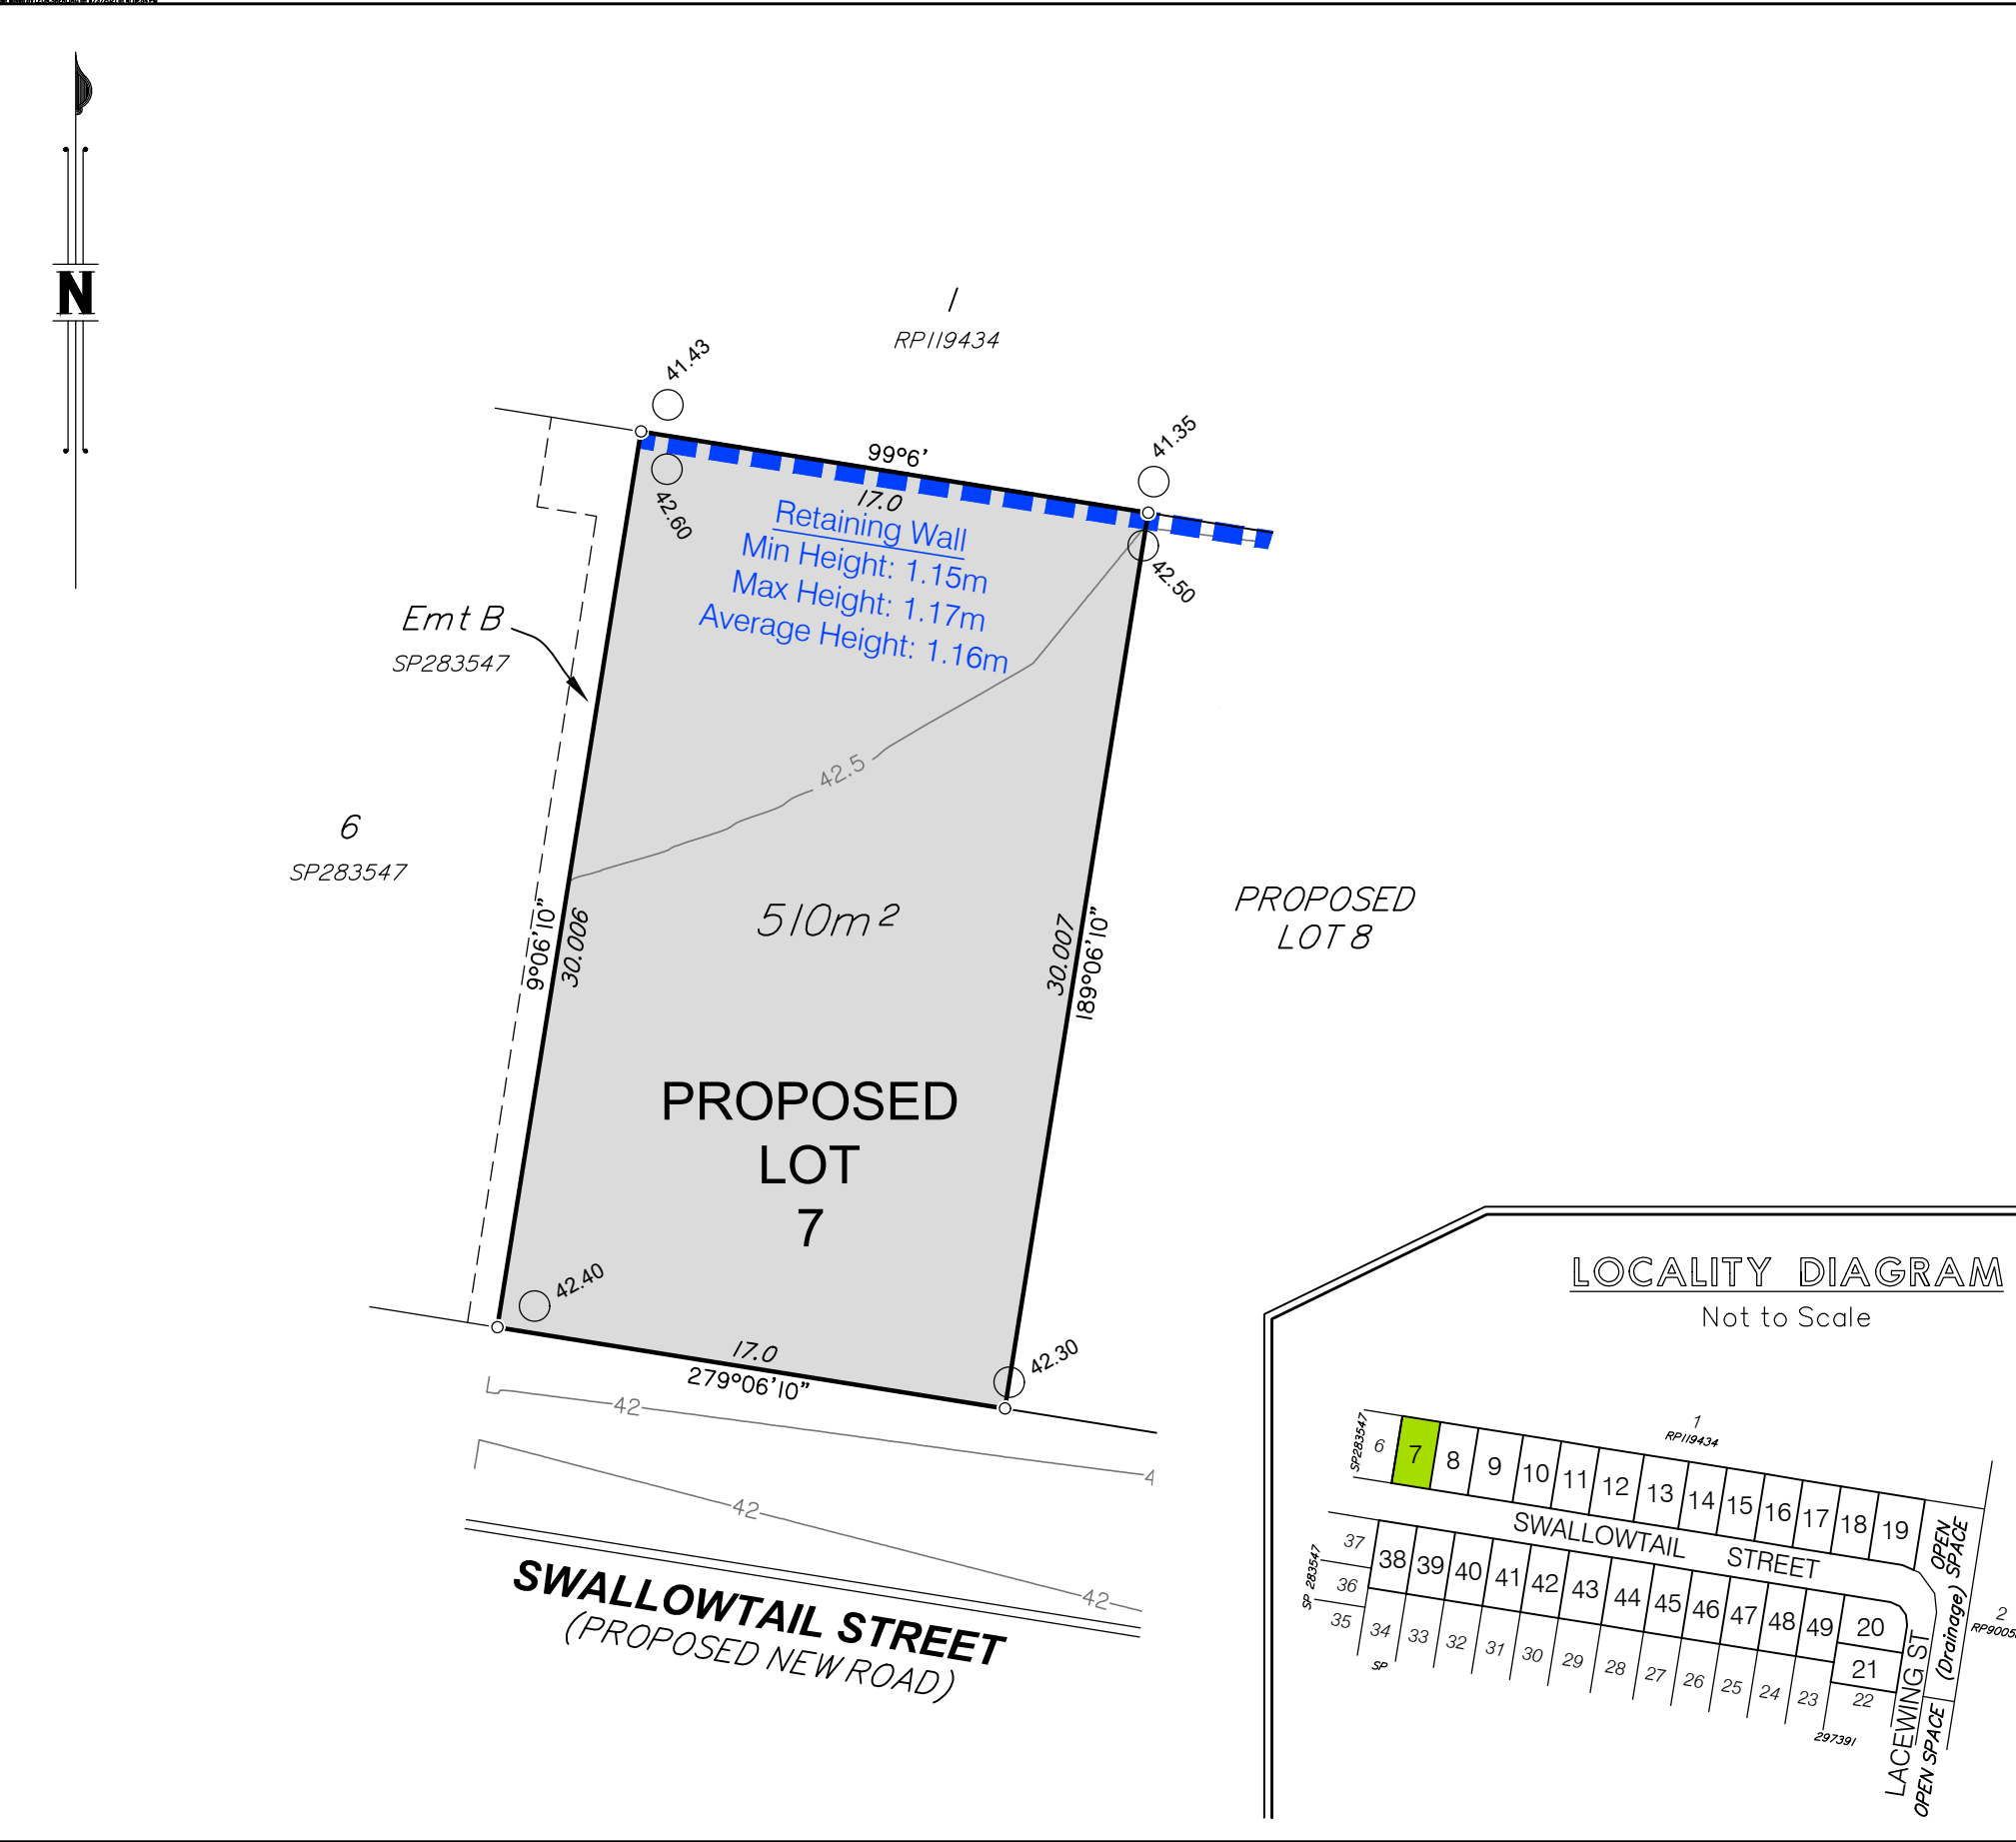 N
1
RP119434
41.43
41.35
99°6'
17.0
42.60
42.50
Retaining Wall
Min Height: 1.15m
Max Height: 1.17m
Average Height: 1.16m
Emt B
SP283547
42.5
6
SP283547
9°06'10"
30.006
510m²
30.007
189°06'10"
PROPOSED
LOT 8
PROPOSED
LOT
7
42.40
42.30
17.0
279°06'10"
42
42
42
SWALLOWTAIL STREET
(PROPOSED NEW ROAD)
LOCALITY DIAGRAM
Not to Scale
1
RP119434
SP283547
6 7 8 9 10 11 12 13 14 15 16 17 18 19
SWALLOWTAIL STREET
OPEN
(Drainage) SPACE
SP 283547
37
36
35
38 39 40 41 42 43 44 45 46 47 48 49 20
21
22
34 33 32 31 30 29 28 27 26 25 24 23
SP
297391
LACEWING ST
OPEN SPACE
2